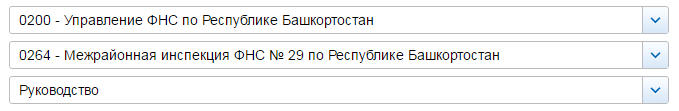 0200 - Управление ФНС по Республике Башкортостан
0264 - Межрайонная инспекция ФНС № 29 по Республике Башкортостан
Руководство